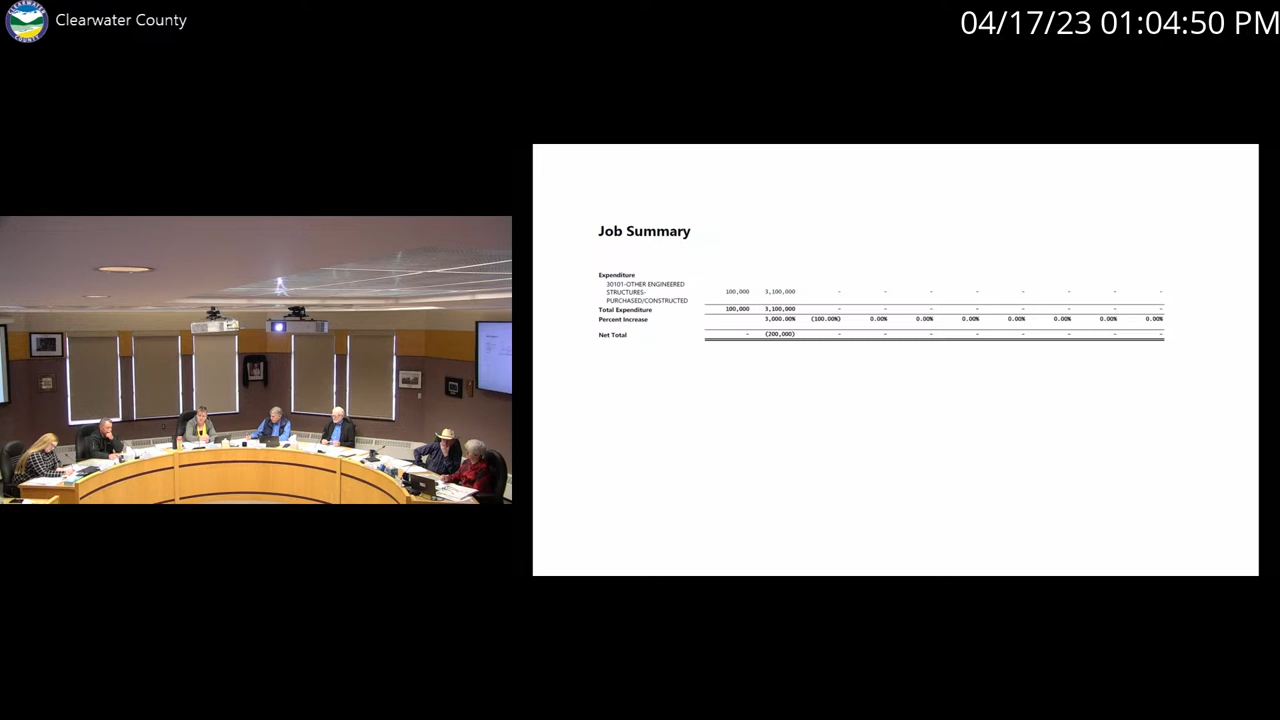 Clearwater County
04/17/23 01:04:50 PM
Job Summary
Expenditure
30101-OTHER ENGINEERED
STRUCTURES-
PURCHASED/CONSTRUCTED
100,000 3,100,000 - - - - - - - -
Total Expenditure 100,000 3,100,000 - - - - - - - -
Percent Increase 3,000.00% (100.00%) 0.00% 0.00% 0.00% 0.00% 0.00% 0.00% 0.00%
Net Total - (200,000) - - - - - - - -